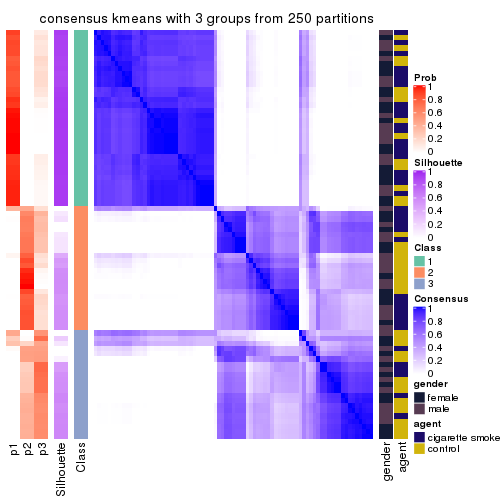 consensus kmeans with 3 groups from 250 partitions
Prob
1
0.8
0.6
0.4
0.2
0
Silhouette
1
0.8
0.6
0.4
0.2
0
Class
1
2
3
Consensus
1
0.8
0.6
0.4
0.2
0
gender
female
male
agent
cigarette smoke
control
p1
p2
p3
Silhouette
Class
gender
agent